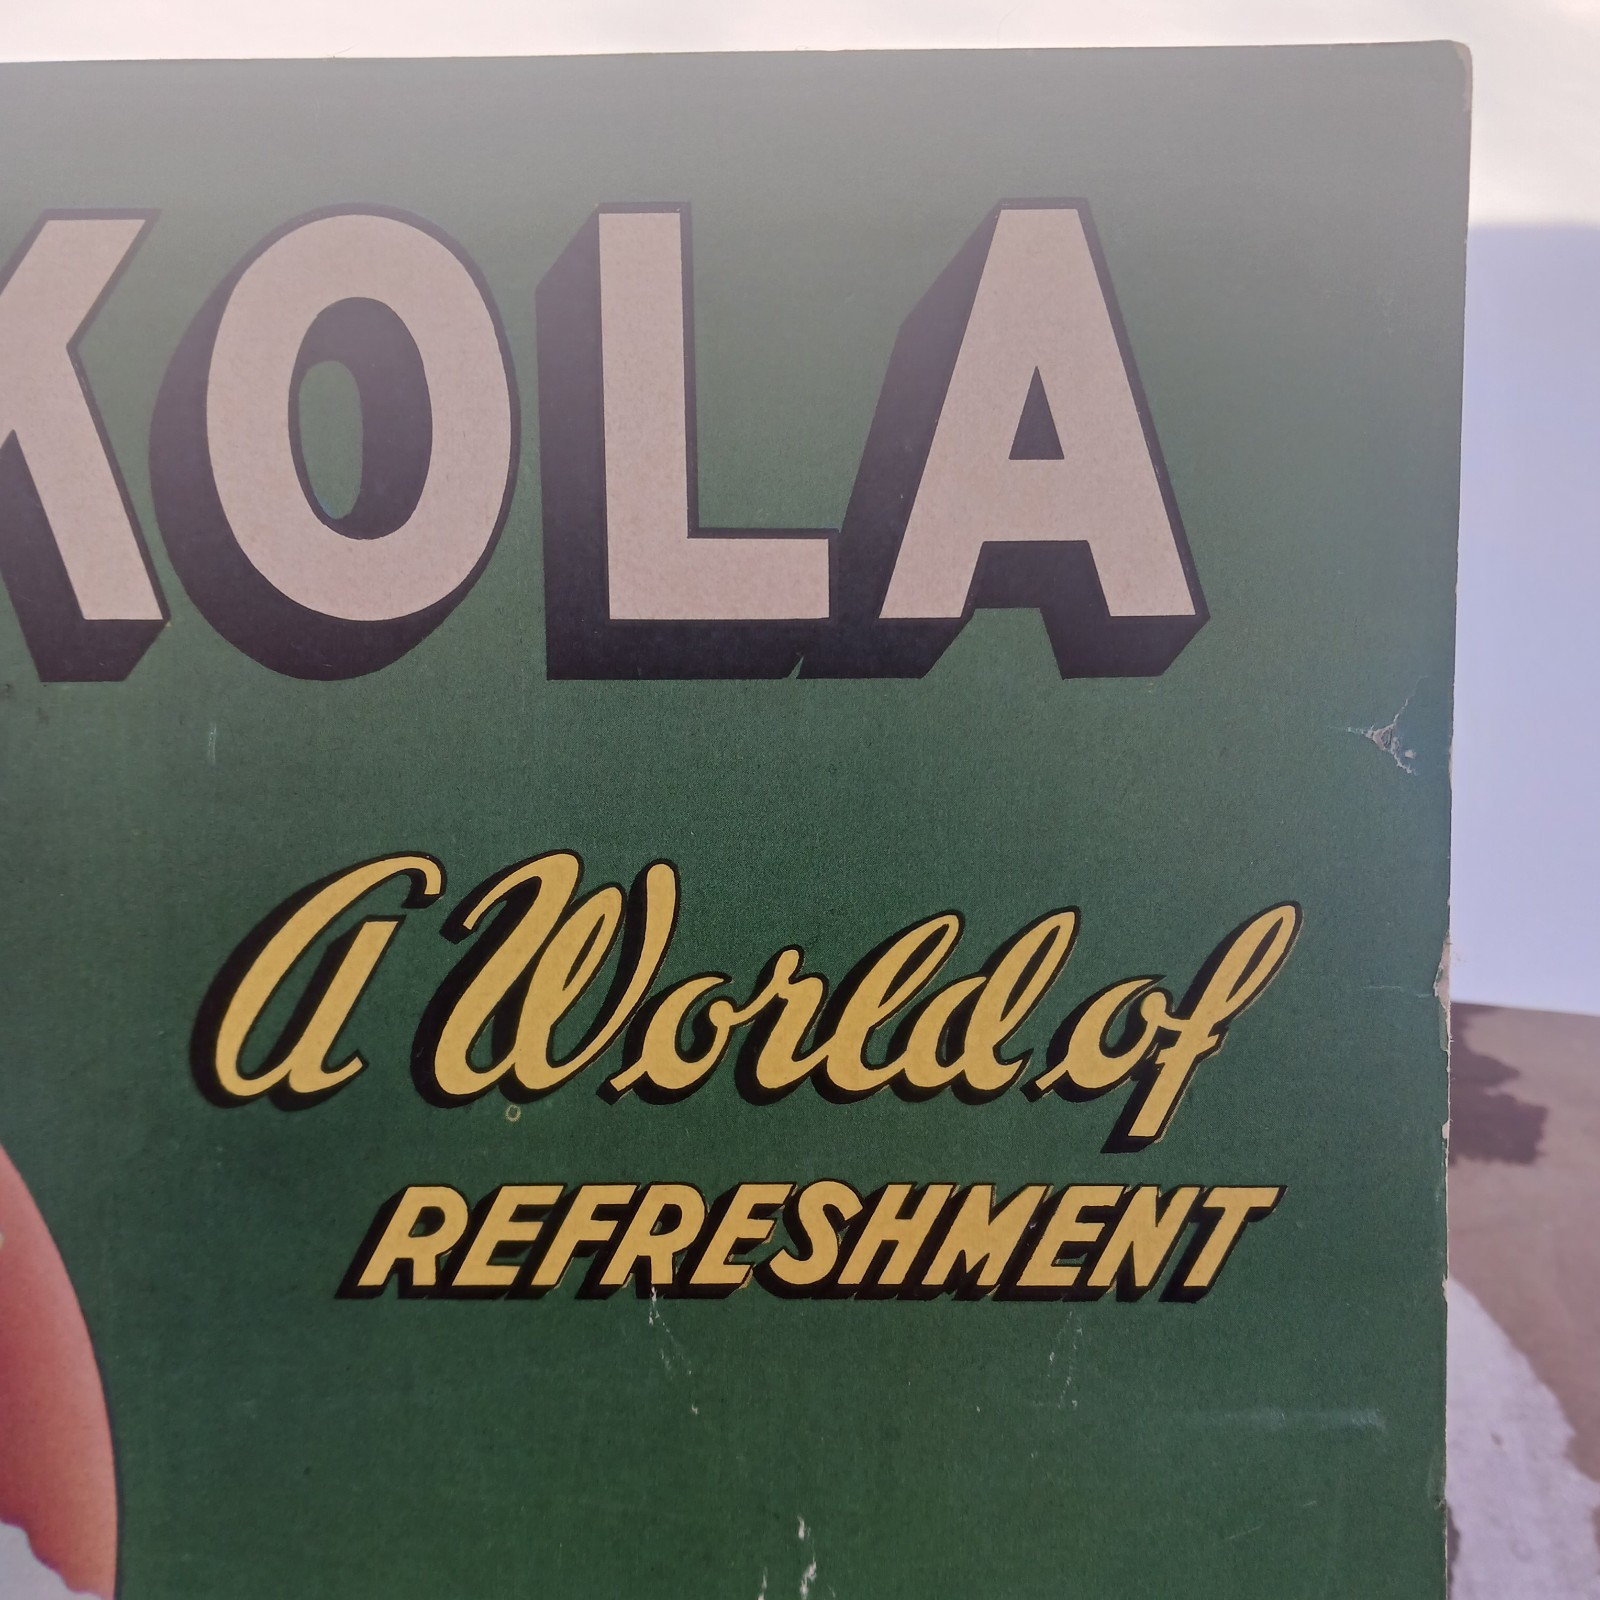 KOLA
A World of
REFRESHMENT